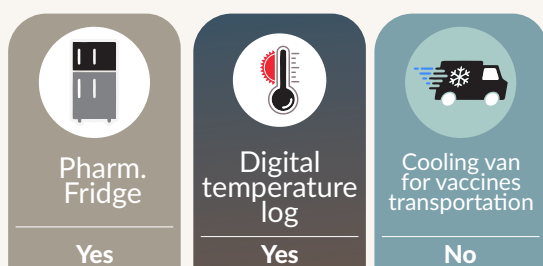 Pharm.
Fridge
Yes
Digital
temperature
log
Yes
Cooling van
for vaccines
transportation
No